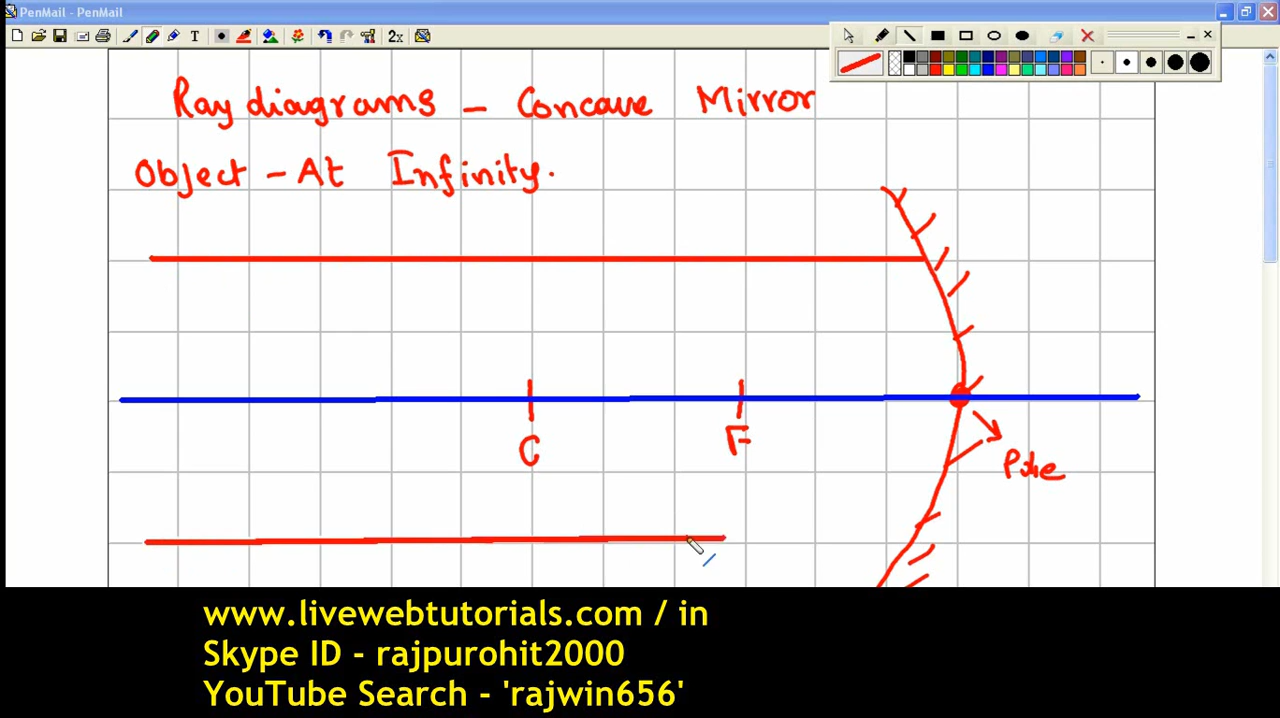 PenMail - PenMail
T
2x
Ray diagrams - Concave Mirror
Object - At Infinity.
C
F
Pole
www.livewebtutorials.com / in
Skype ID - rajpurohit2000
YouTube Search - 'rajwin656'